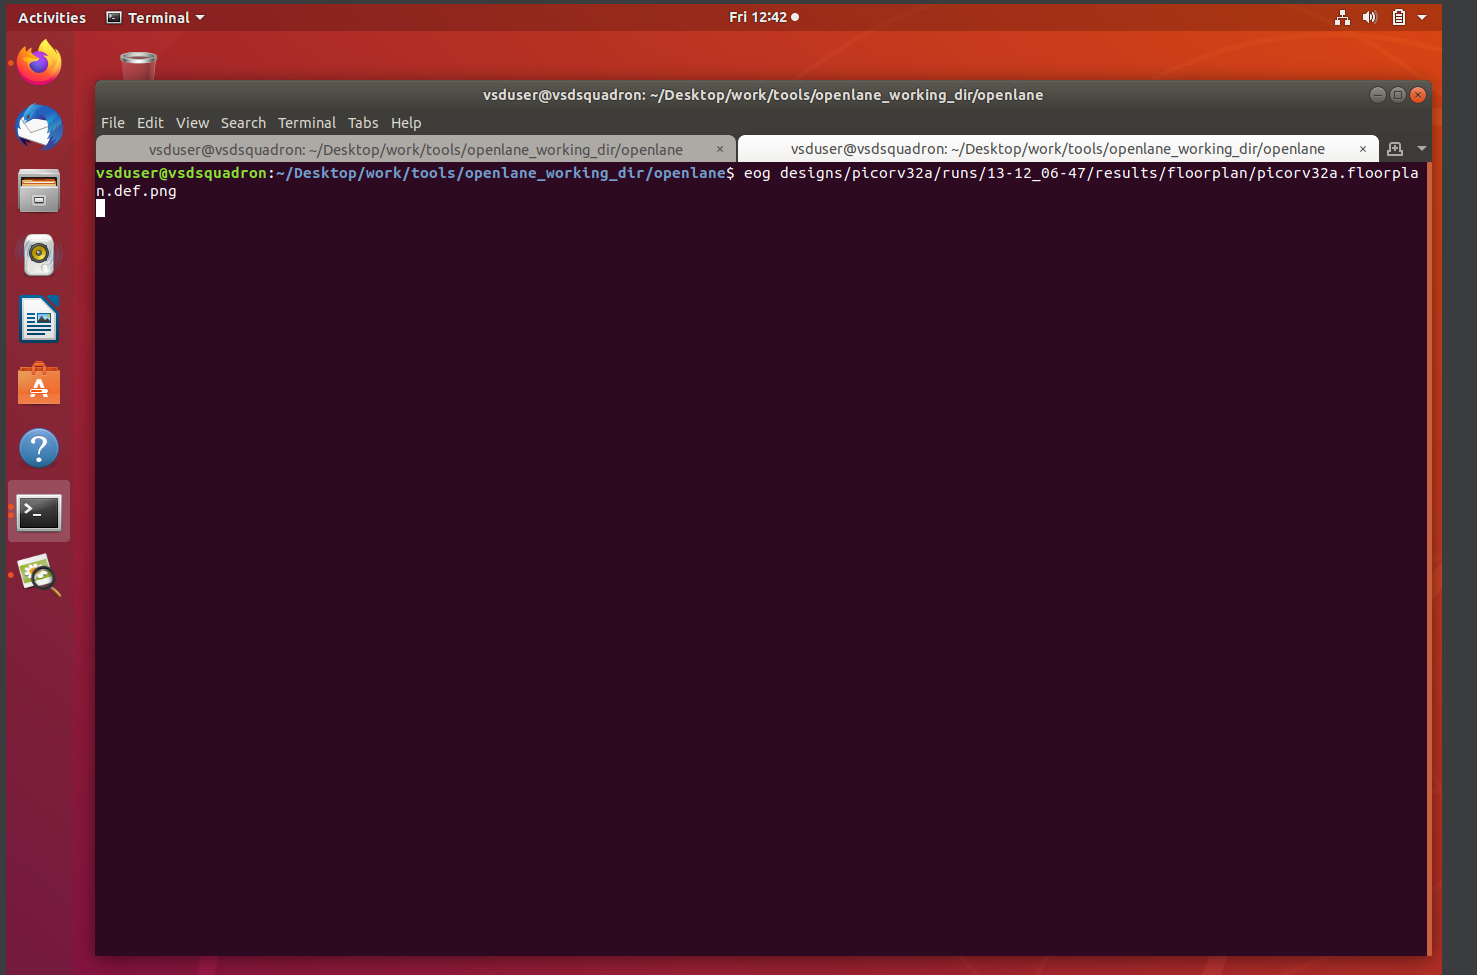 Activities Terminal Fri 12:42
vsduser@vsdsquadron: ~/Desktop/work/tools/openlane_working_dir/openlane
File Edit View Search Terminal Tabs Help
vsduser@vsdsquadron: ~/Desktop/work/tools/openlane_working_dir/openlane × vsduser@vsdsquadron: ~/Desktop/work/tools/openlane_working_dir/openlane ×
vsduser@vsdsquadron:~/Desktop/work/tools/openlane_working_dir/openlane$ eog designs/picorv32a/runs/13-12_06-47/results/floorplan/picorv32a.floorpla
n.def.png